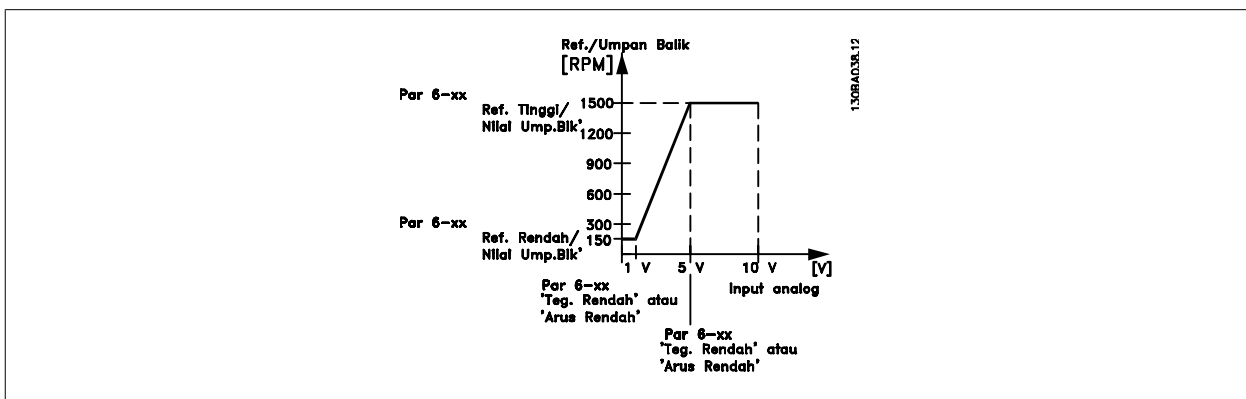 Ref./Umpan Balik
[RPM]
130BA038.12
Par 6-xx
Ref. Tinggi/
Nilai Ump.Blk'
1500
1200
900
600
300
Par 6-xx
Ref. Rendah/
Nilai Ump.Blk'
150
1 V
5 V
10 V
[V]
Par 6-xx
'Teg. Rendah' atau
'Arus Rendah'
Input analog
Par 6-xx
'Teg. Rendah' atau
'Arus Rendah'